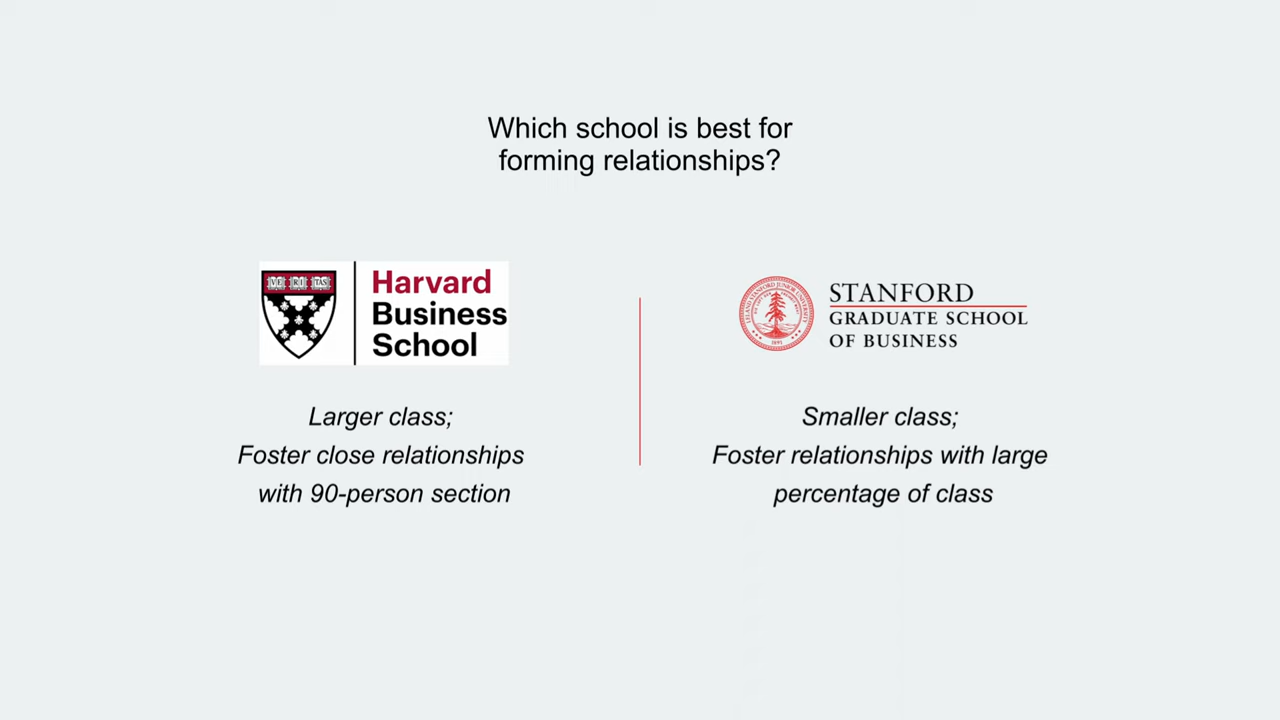 Which school is best for
forming relationships?
Harvard
Business
School
Larger class;
Foster close relationships
with 90-person section
STANFORD
GRADUATE SCHOOL
OF BUSINESS
Smaller class;
Foster relationships with large
percentage of class